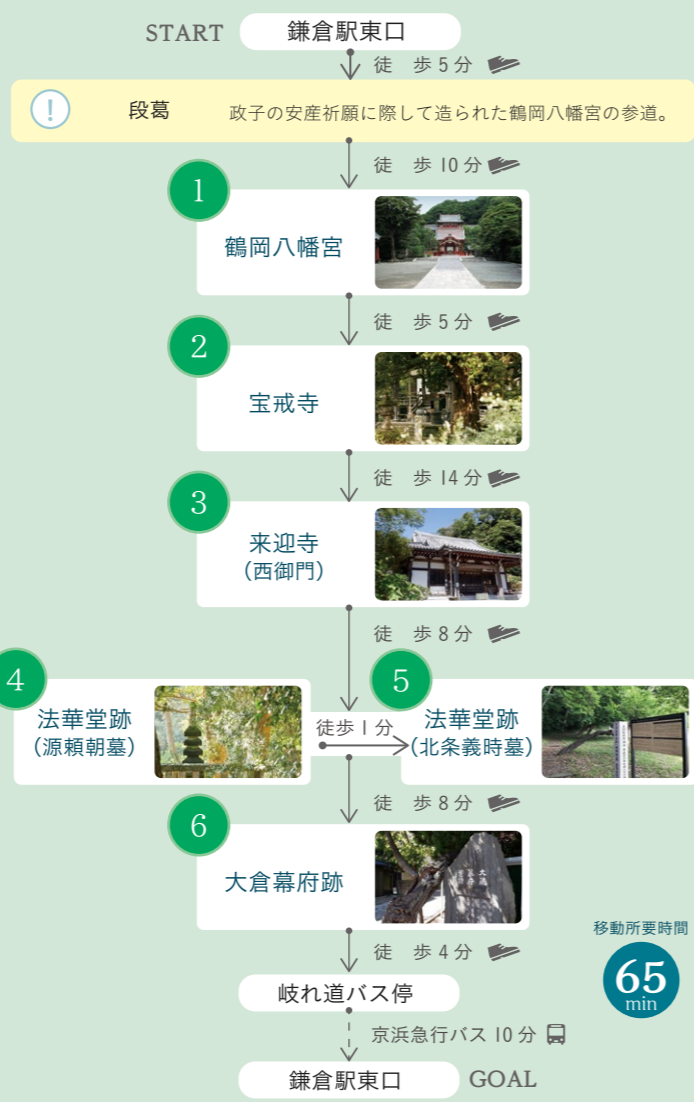 START 鎌倉駅東口
徒 歩5分
! 段葛 政子の安産祈願に際して造られた鶴岡八幡宮の参道。
徒 歩10分
1
鶴岡八幡宮
徒 歩5分
2
宝戒寺
徒 歩14分
3
来迎寺
(西御門)
徒 歩8分
4
法華堂跡
(源頼朝墓)
徒歩1分
5
法華堂跡
(北条義時墓)
徒 歩8分
6
大倉幕府跡
徒 歩4分
岐れ道バス停
京浜急行バス10分
鎌倉駅東口 GOAL
移動所要時間
65
min